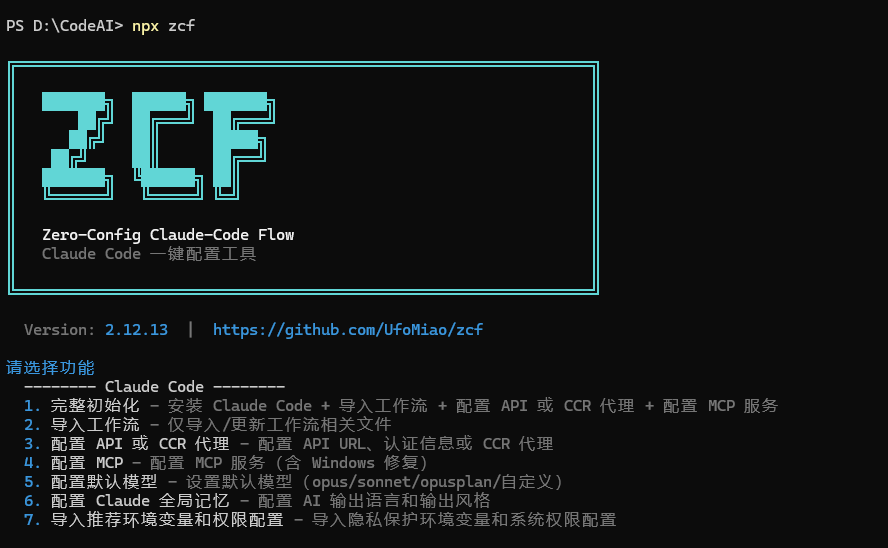 PS D:\CodeAI> npx zcf
ZCF
Zero-Config Claude-Code Flow
Claude Code 一键配置工具
Version: 2.12.13 | https://github.com/UfoMiao/zcf
请选择功能
-------- Claude Code --------
1. 完整初始化 - 安装 Claude Code + 导入工作流 + 配置 API 或 CCR 代理 + 配置 MCP 服务
2. 导入工作流 - 仅导入/更新工作流相关文件
3. 配置 API 或 CCR 代理 - 配置 API URL、认证信息或 CCR 代理
4. 配置 MCP - 配置 MCP 服务 (含 Windows 修复)
5. 配置默认模型 - 设置默认模型 (opus/sonnet/opusplan/自定义)
6. 配置 Claude 全局记忆 - 配置 AI 输出语言和输出风格
7. 导入推荐环境变量和权限配置 - 导入隐私保护环境变量和系统权限配置